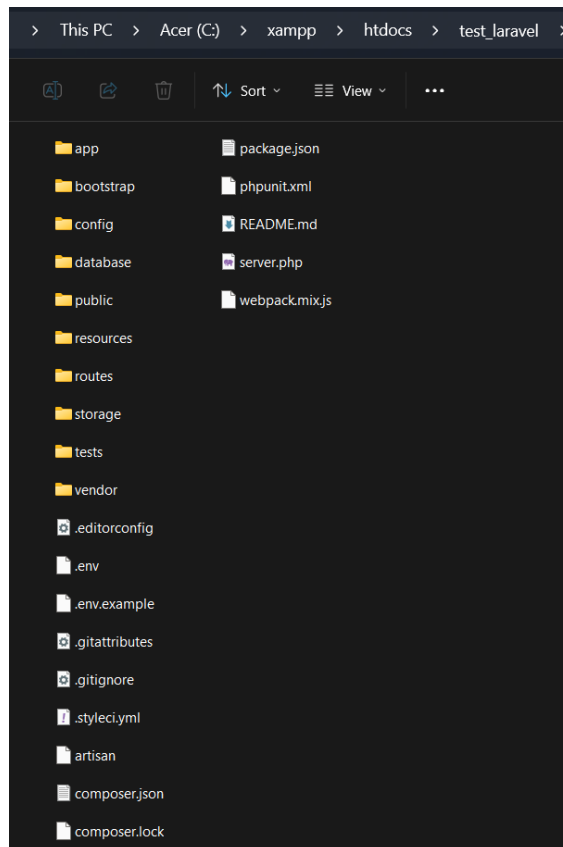 > This PC > Acer (C:) > xampp > htdocs > test_laravel >
Sort View ...
app
bootstrap
config
database
public
resources
routes
storage
tests
vendor
.editorconfig
.env
.env.example
.gitattributes
.gitignore
.styleci.yml
artisan
composer.json
composer.lock
package.json
phpunit.xml
README.md
server.php
webpack.mix.js